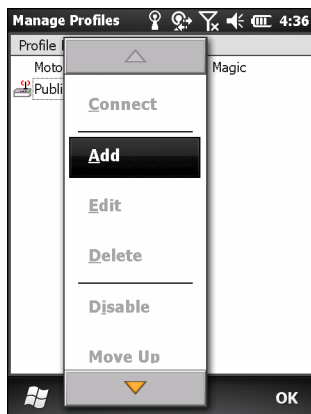 Manage Profiles 4:36
Profile
Moto Magic
Publi
Connect
Add
Edit
Delete
Disable
Move Up
OK